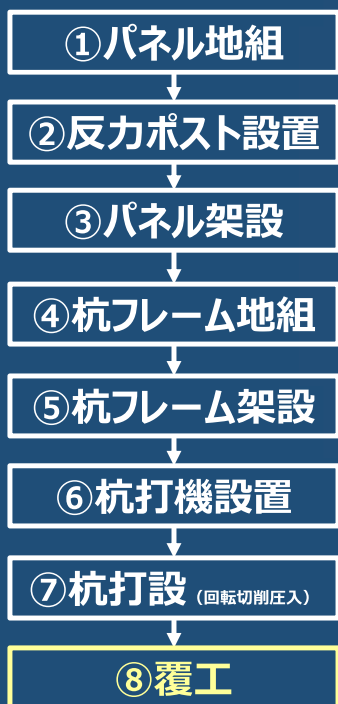 ①パネル地組
②反力ポスト設置
③パネル架設
④杭フレーム地組
⑤杭フレーム架設
⑥杭打機設置
⑦杭打設（回転切削圧入）
⑧覆工